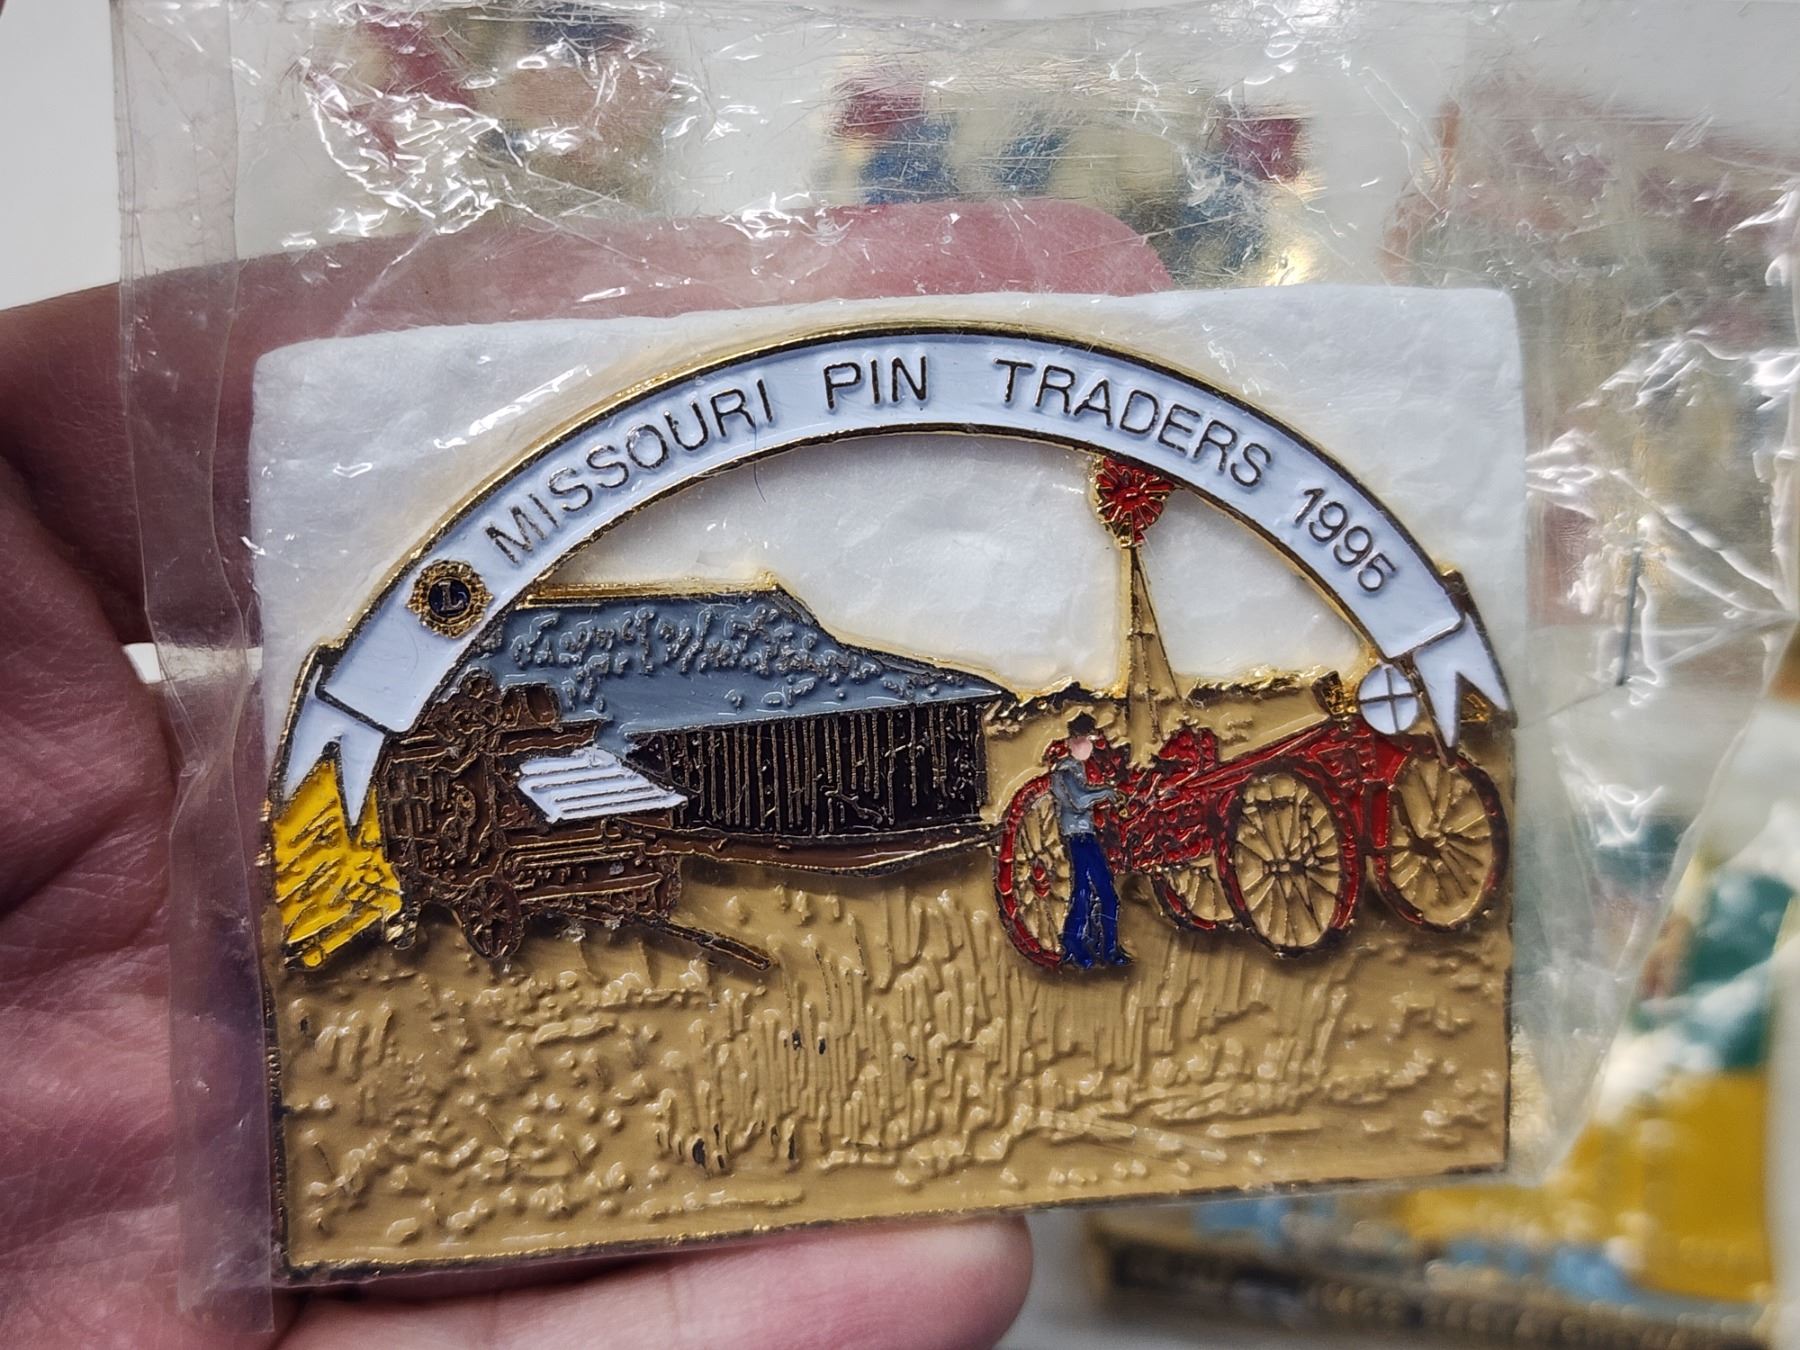 MISSOURI PIN TRADERS 1995
L